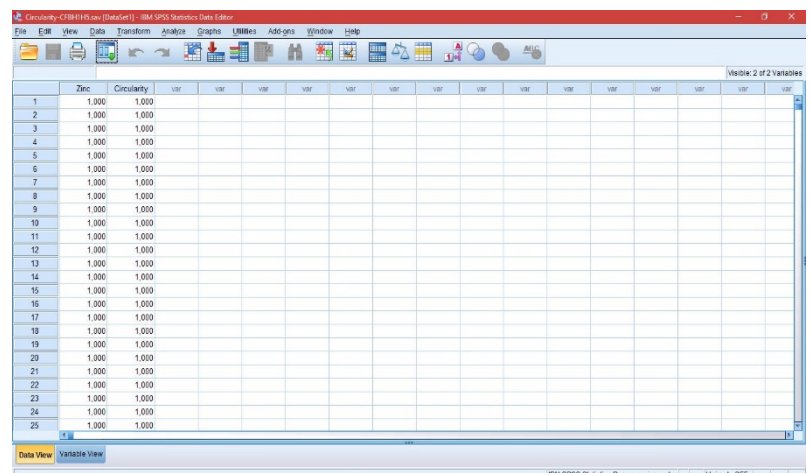 Circularity-CFBH1H5.sav [DataSet1] - IBM SPSS Statistics Data Editor
File Edit View Data Transform Analyze Graphs Utilities Add-ons Window Help
Visible: 2 of 2 Variables
Zinc Circularity var var var var var var var var var var var var var
1 1,000 1,000
2 1,000 1,000
3 1,000 1,000
4 1,000 1,000
5 1,000 1,000
6 1,000 1,000
7 1,000 1,000
8 1,000 1,000
9 1,000 1,000
10 1,000 1,000
11 1,000 1,000
12 1,000 1,000
13 1,000 1,000
14 1,000 1,000
15 1,000 1,000
16 1,000 1,000
17 1,000 1,000
18 1,000 1,000
19 1,000 1,000
20 1,000 1,000
21 1,000 1,000
22 1,000 1,000
23 1,000 1,000
24 1,000 1,000
25 1,000 1,000
Data View Variable View